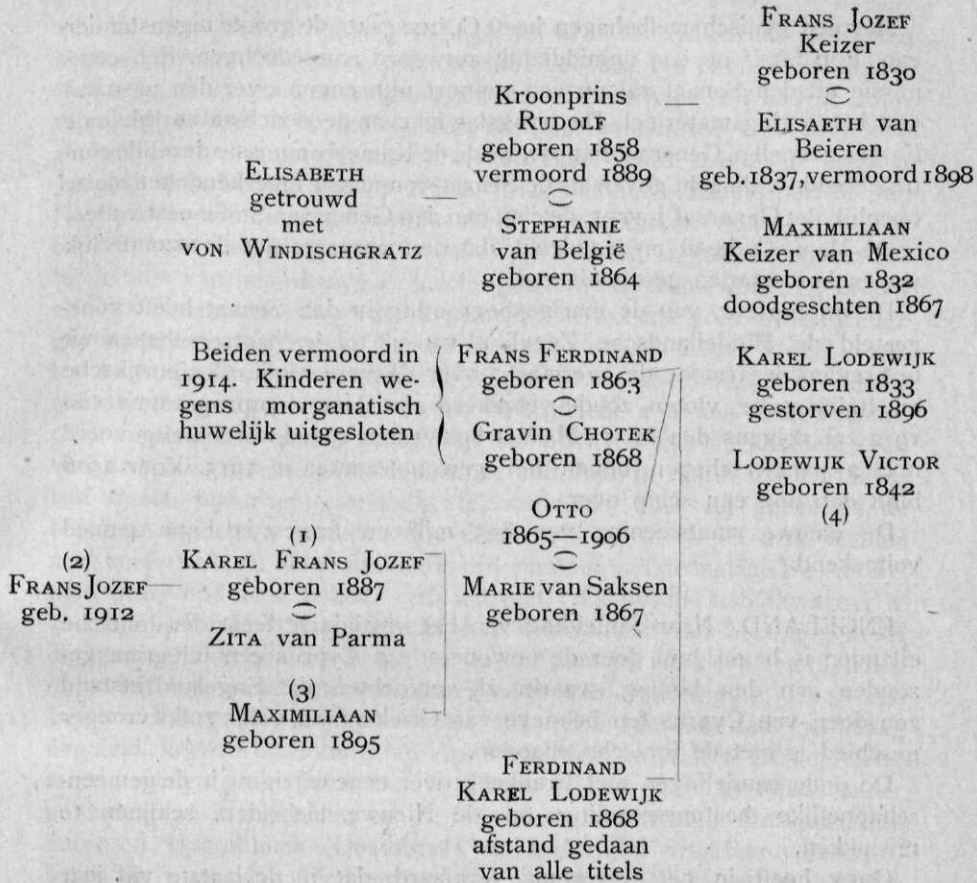 FRANS JOZEF
Keizer
geboren 1830
ELISAETH van
Beieren
geb. 1837, vermoord 1898
Kroonprins
RUDOLF
geboren 1858
vermoord 1889
STEPHANIE
van België
geboren 1864
ELISABETH
getrouwd
met
VON WINDISCHGRATZ
MAXIMILIAAN
Keizer van Mexico
geboren 1832
doodgeschten 1867
Beiden vermoord in
1914. Kinderen we-
gens morganatisch
huwelijk uitgesloten
FRANS FERDINAND
geboren 1863
Gravin CHOTEK
geboren 1868
KAREL LODEWIJK
geboren 1833
gestorven 1896
LODEWIJK VICTOR
geboren 1842
(4)
OTTO
1865, – 1906
MARIE van Saksen
geboren 1867
(1)
KAREL FRANS JOZEF
geboren 1887
ZITA van Parma
(2)
FRANS JOZEF
geb. 1912
(3)
MAXIMILIAAN
geboren 1895
FERDINAND
KAREL LODEWIJK
geboren 1868
afstand gedaan
van alle titels